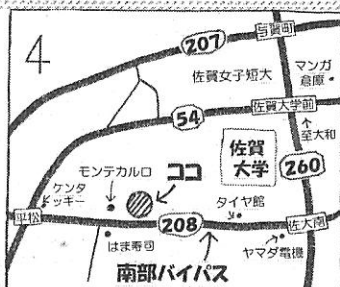 4
207
与賀町
佐賀女子短大
マンガ
倉庫
54
佐賀大学前
至大和
佐賀
大学
260
モンテカルロ
ココ
ケンタ
ッキー
タイヤ館
平松
208
佐大南
はま寿司
ヤマダ電機
南部バイパス